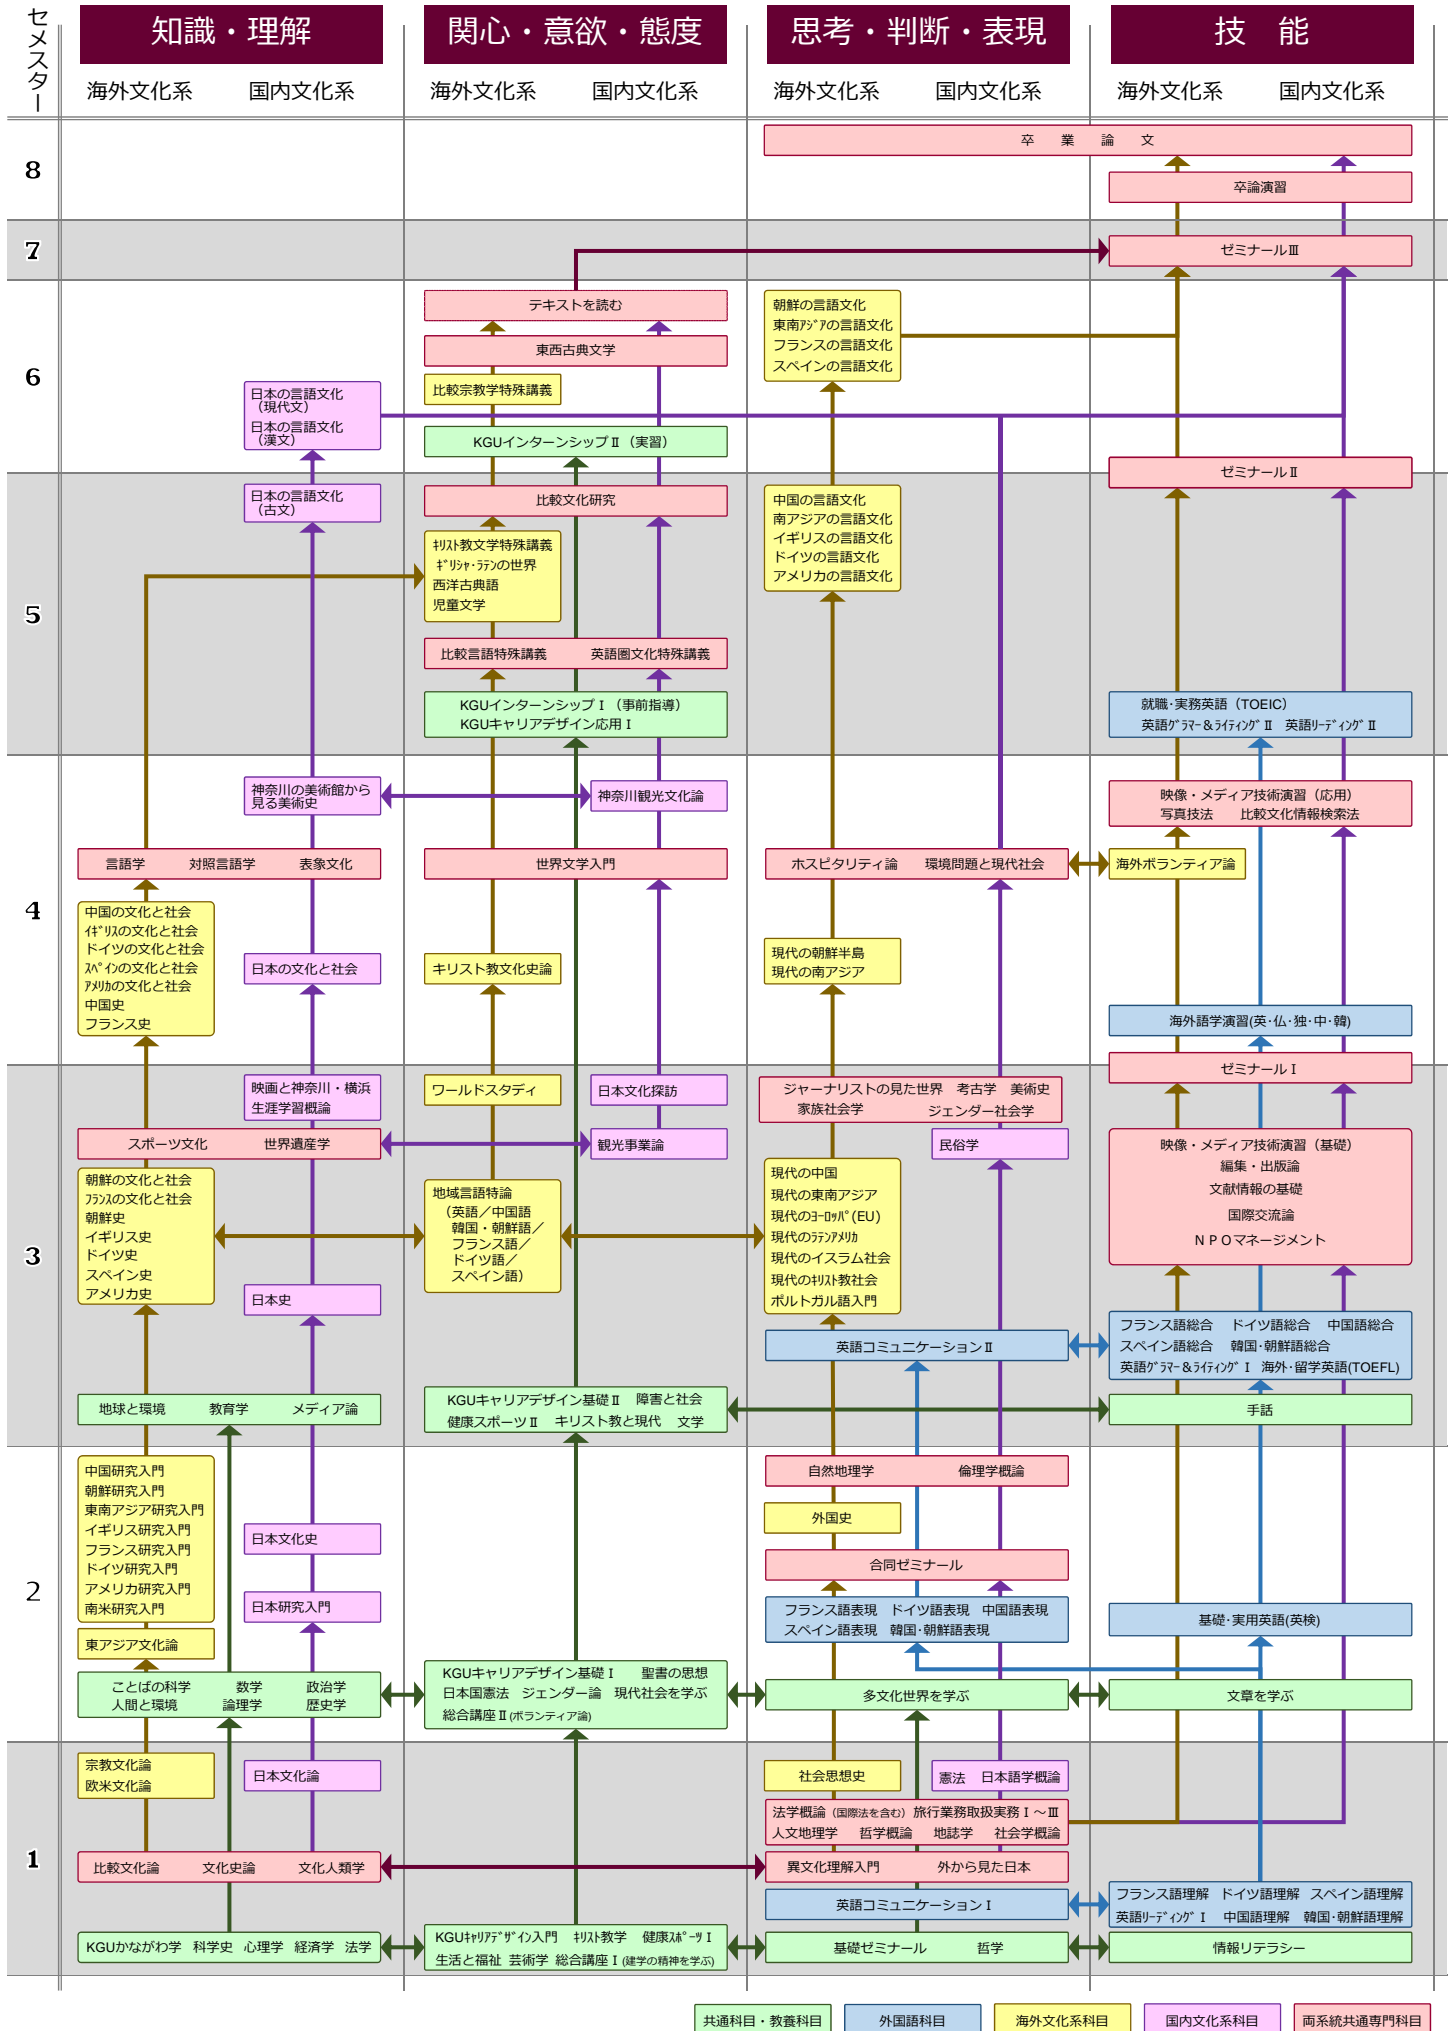 セメスター
知識・理解
関心・意欲・態度
思考・判断・表現
技　能
海外文化系　国内文化系
海外文化系　国内文化系
海外文化系　国内文化系
海外文化系　国内文化系
8
卒　業　論　文
卒論演習
7
ゼミナールⅢ
6
テキストを読む
東西古典文学
比較宗教学特殊講義
KGUインターンシップⅡ（実習）
日本の言語文化
（現代文）
日本の言語文化
（漢文）
朝鮮の言語文化
東南アジアの言語文化
フランスの言語文化
スペインの言語文化
ゼミナールⅡ
5
日本の言語文化
（古文）
比較文化研究
キリスト教文学特殊講義
ギリシャ・ラテンの世界
西洋古典語
児童文学
比較言語特殊講義　英語圏文化特殊講義
KGUインターンシップⅠ（事前指導）
KGUキャリアデザイン応用Ⅰ
中国の言語文化
南アジアの言語文化
イギリスの言語文化
ドイツの言語文化
アメリカの言語文化
就職・実務英語（TOEIC）
英語グラマー＆ライティングⅡ　英語リーディングⅡ
4
神奈川の美術館から
見る美術史
神奈川観光文化論
映像・メディア技術演習（応用）
写真技法　比較文化情報検索法
言語学　対照言語学　表象文化
世界文学入門
ホスピタリティ論　環境問題と現代社会
海外ボランティア論
中国の文化と社会
イギリスの文化と社会
ドイツの文化と社会
スペインの文化と社会
アメリカの文化と社会
中国史
フランス史
日本の文化と社会
キリスト教文化史論
現代の朝鮮半島
現代の南アジア
海外語学演習(英・仏・独・中・韓)
ゼミナールⅠ
3
映画と神奈川・横浜
生涯学習概論
ワールドスタディ
日本文化探訪
ジャーナリストの見た世界　考古学　美術史
家族社会学　ジェンダー社会学
スポーツ文化　世界遺産学
観光事業論
民俗学
映像・メディア技術演習（基礎）
編集・出版論
文献情報の基礎
国際交流論
ＮＰＯマネージメント
朝鮮の文化と社会
フランスの文化と社会
朝鮮史
イギリス史
ドイツ史
スペイン史
アメリカ史
地域言語特論
（英語／中国語
韓国・朝鮮語／
フランス語／
ドイツ語／
スペイン語）
現代の中国
現代の東南アジア
現代のヨーロッパ(EU)
現代のラテンアメリカ
現代のイスラム社会
現代のキリスト教社会
ポルトガル語入門
日本史
英語コミュニケーションⅡ
フランス語総合　ドイツ語総合　中国語総合
スペイン語総合　韓国・朝鮮語総合
英語グラマー＆ライティングⅠ　海外・留学英語(TOEFL)
地球と環境　教育学　メディア論
KGUキャリアデザイン基礎Ⅱ　障害と社会
健康スポーツⅡ　キリスト教と現代　文学
手話
2
中国研究入門
朝鮮研究入門
東南アジア研究入門
イギリス研究入門
フランス研究入門
ドイツ研究入門
アメリカ研究入門
南米研究入門
日本文化史
日本研究入門
自然地理学　倫理学概論
外国史
合同ゼミナール
フランス語表現　ドイツ語表現　中国語表現
スペイン語表現　韓国・朝鮮語表現
基礎・実用英語(英検)
東アジア文化論
ことばの科学　数学　政治学
人間と環境　論理学　歴史学
KGUキャリアデザイン基礎Ⅰ　聖書の思想
日本国憲法　ジェンダー論　現代社会を学ぶ
総合講座Ⅱ(ボランティア論)
多文化世界を学ぶ
文章を学ぶ
1
宗教文化論
欧米文化論
日本文化論
社会思想史
憲法　日本語学概論
法学概論（国際法を含む）旅行業務取扱実務Ⅰ～Ⅲ
人文地理学　哲学概論　地誌学　社会学概論
比較文化論　文化史論　文化人類学
異文化理解入門　外から見た日本
英語コミュニケーションⅠ
フランス語理解　ドイツ語理解　スペイン語理解
英語リーディングⅠ　中国語理解　韓国・朝鮮語理解
KGUかながわ学　科学史　心理学　経済学　法学
KGUキャリアデザイン入門　キリスト教学　健康スポーツⅠ
生活と福祉　芸術学　総合講座Ⅰ(建学の精神を学ぶ)
基礎ゼミナール　哲学
情報リテラシー
共通科目・教養科目
外国語科目
海外文化系科目
国内文化系科目
両系統共通専門科目